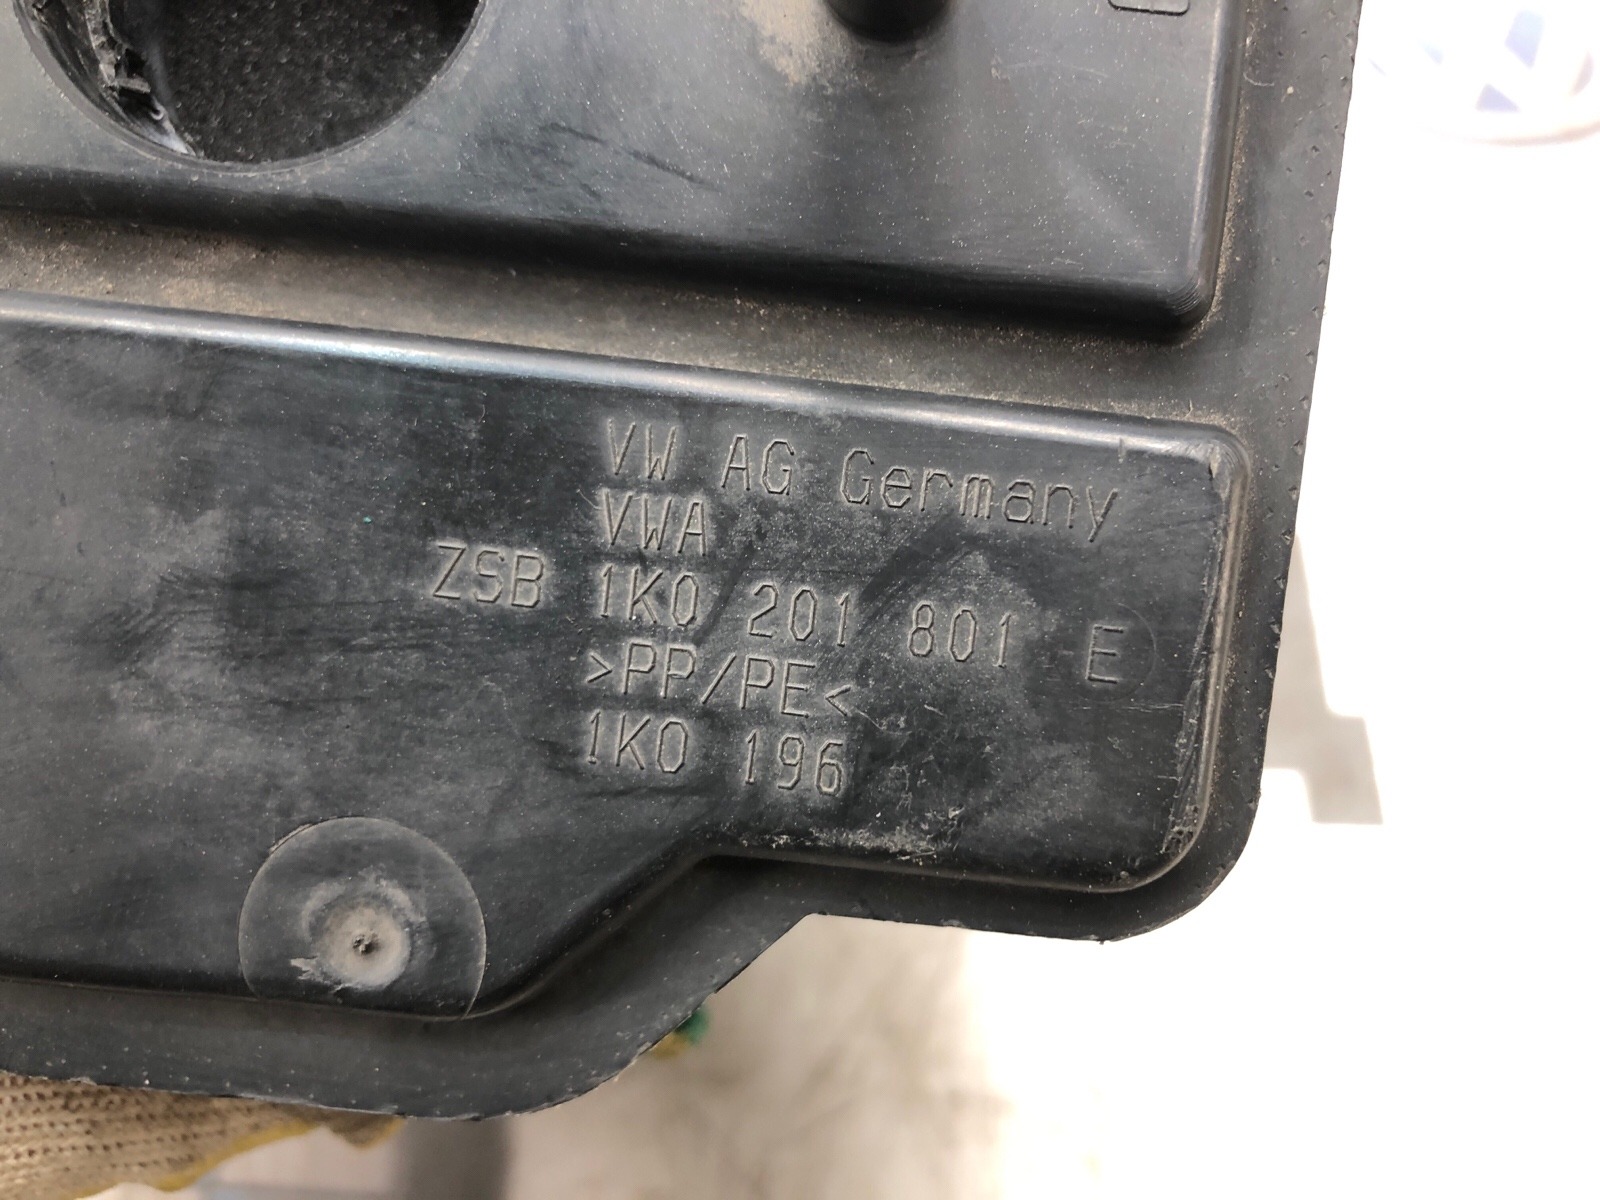 VW AG Germany
VWA
ZSB 1K0 201 801 E
>PP/PE<
1K0 196